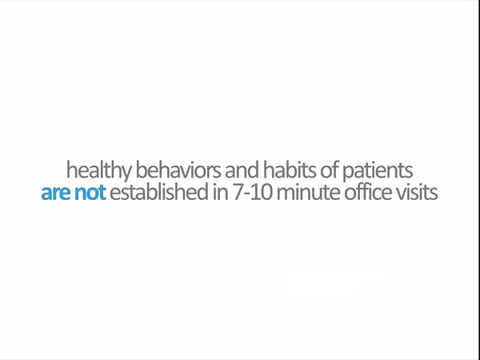 healthy behaviors and habits of patients
are not established in 7-10 minute office visits